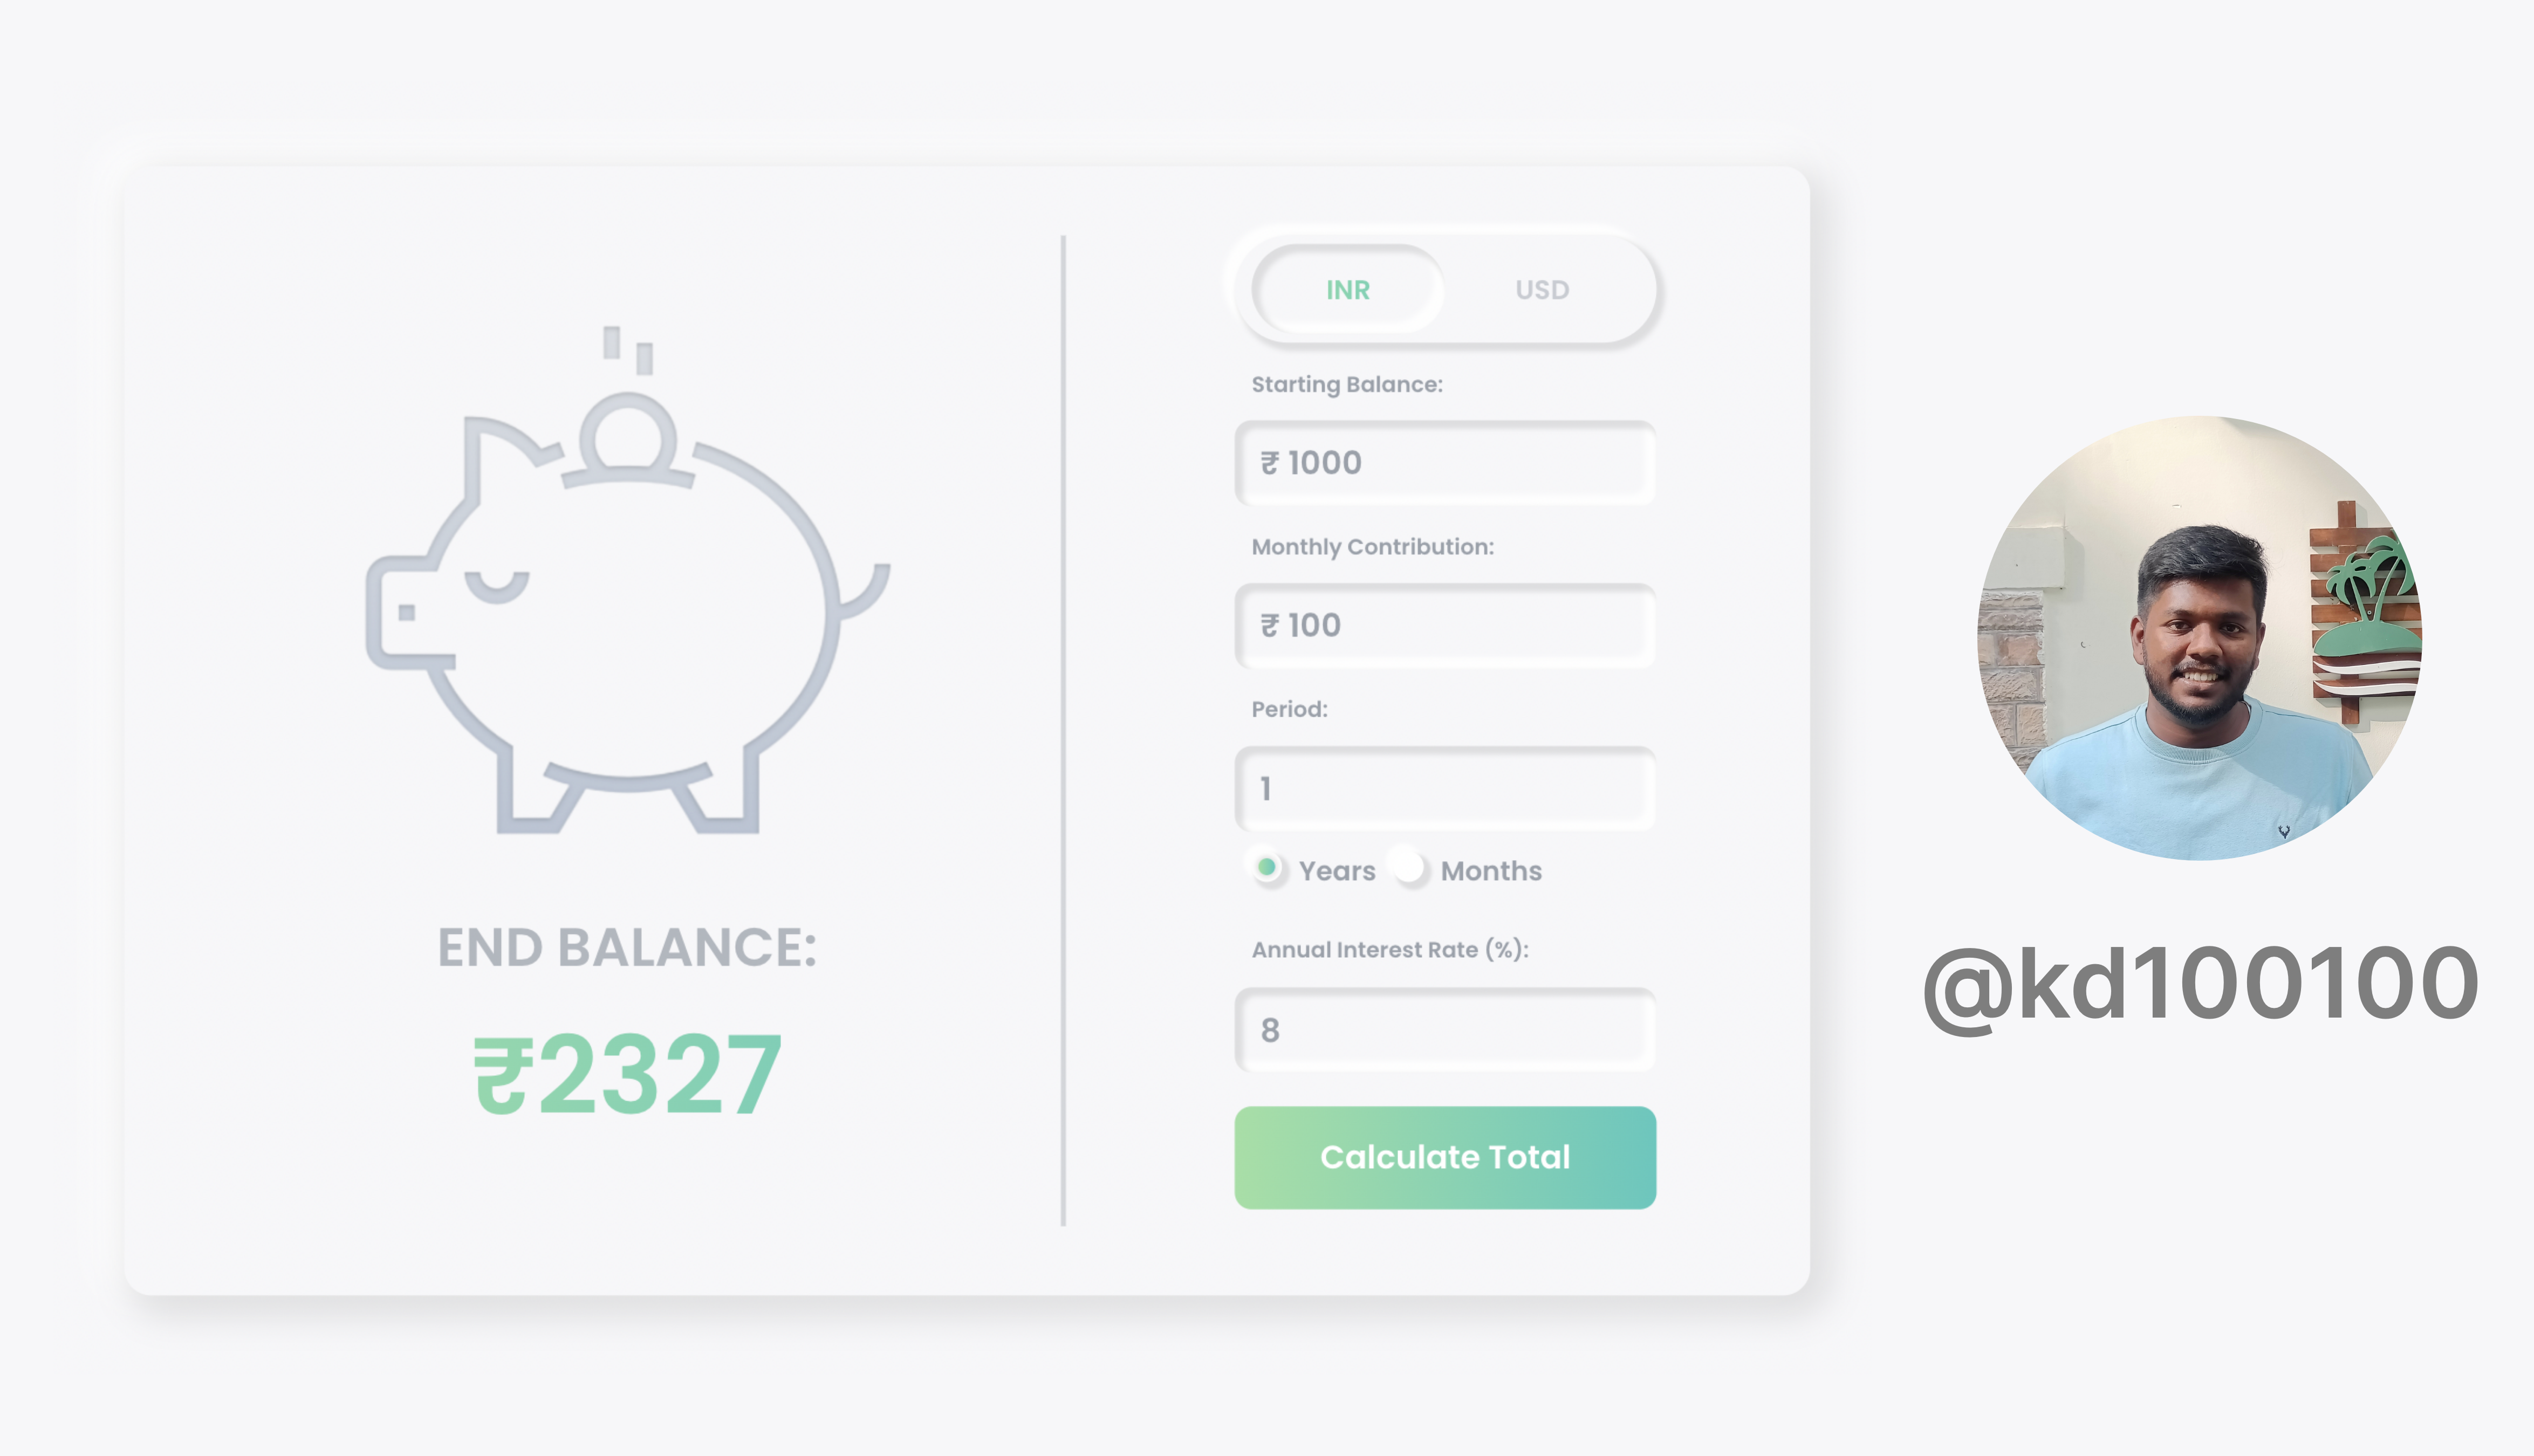 INR USD
Starting Balance:
₹ 1000
Monthly Contribution:
₹ 100
Period:
1
Years Months
Annual Interest Rate (%):
8
Calculate Total
END BALANCE:
₹2327
@kd100100